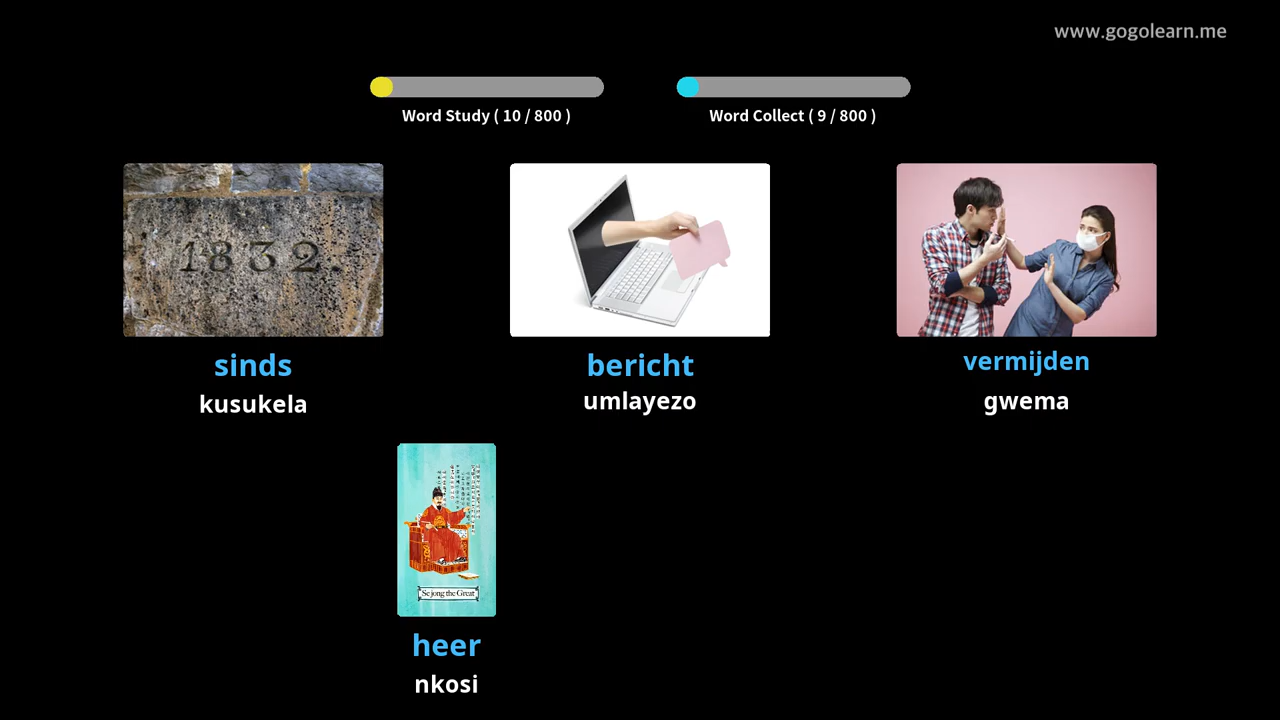 www.gogolearn.me
Word Study ( 10 / 800 )
Word Collect ( 9 / 800 )
1832.
sinds
kusukela
bericht
umlayezo
vermijden
gwema
Sejong the Great
heer
nkosi